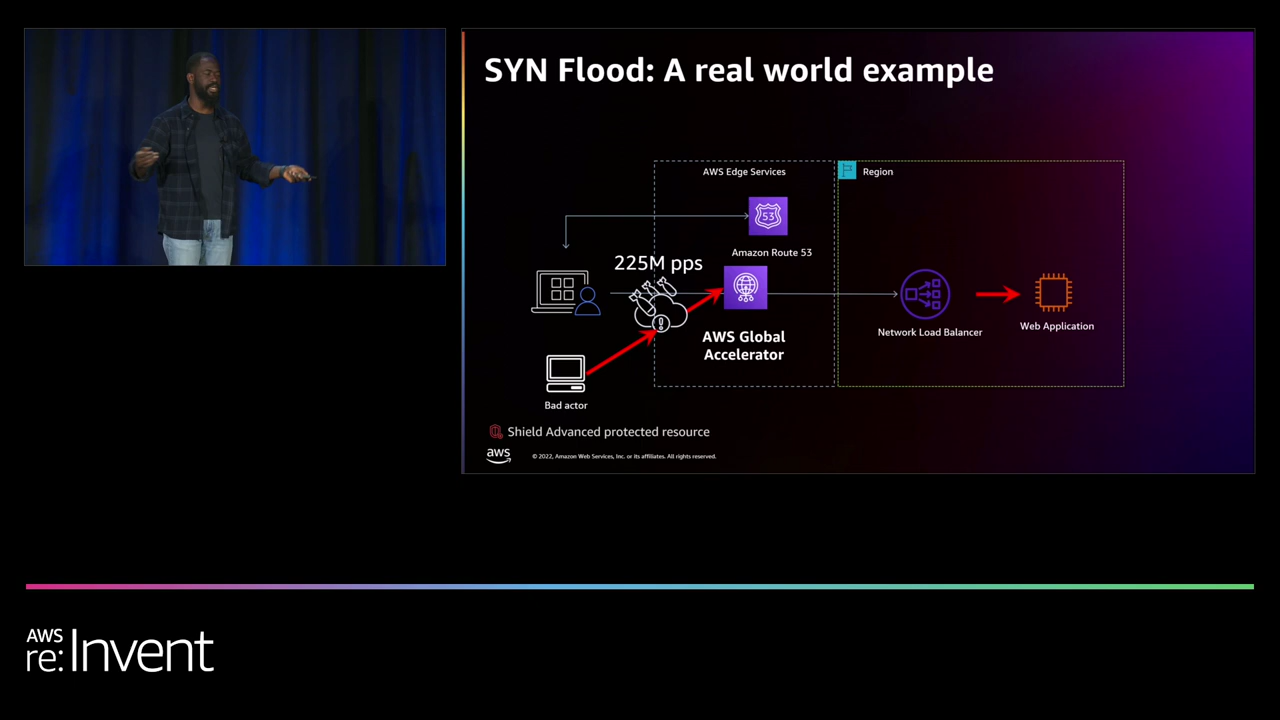 SYN Flood: A real world example
AWS Edge Services
Region
53
Amazon Route 53
225M pps
AWS Global
Accelerator
Network Load Balancer
Web Application
Bad actor
Shield Advanced protected resource
aws
© 2022, Amazon Web Services, Inc. or its affiliates. All rights reserved.
AWS
re:Invent